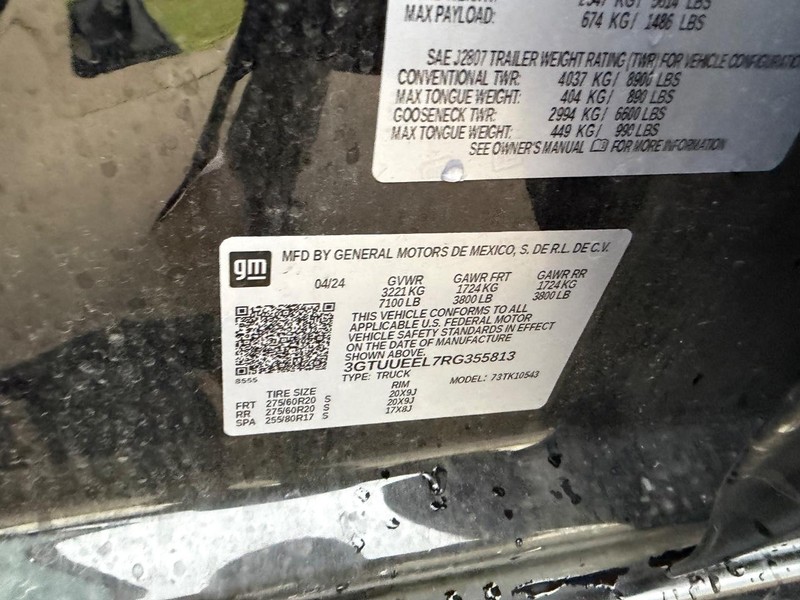 2547 KG/ 5614 LBS
MAX PAYLOAD: 674 KG/ 1486 LBS
SAE J2807 TRAILER WEIGHT RATING (TWR) FOR VEHICLE CONFIGURATION
CONVENTIONAL TWR: 4037 KG/ 8900 LBS
MAX TONGUE WEIGHT: 404 KG/ 890 LBS
GOOSENECK TWR: 2994 KG/ 6600 LBS
MAX TONGUE WEIGHT: 449 KG/ 990 LBS
SEE OWNER'S MANUAL FOR MORE INFORMATION
gm MFD BY GENERAL MOTORS DE MEXICO, S. DE R.L. DE C.V.
04/24 GVWR GAWR FRT GAWR RR
3221 KG 1724 KG 1724 KG
7100 LB 3800 LB 3800 LB
THIS VEHICLE CONFORMS TO ALL
APPLICABLE U.S. FEDERAL MOTOR
VEHICLE SAFETY STANDARDS IN EFFECT
ON THE DATE OF MANUFACTURE
SHOWN ABOVE.
3GTUUEEL7RG355813
8555
TYPE: TRUCK MODEL: 73TK10543
TIRE SIZE RIM
FRT 275/60R20 S 20X9J
RR 275/60R20 S 20X9J
SPA 255/80R17 S 17X8J